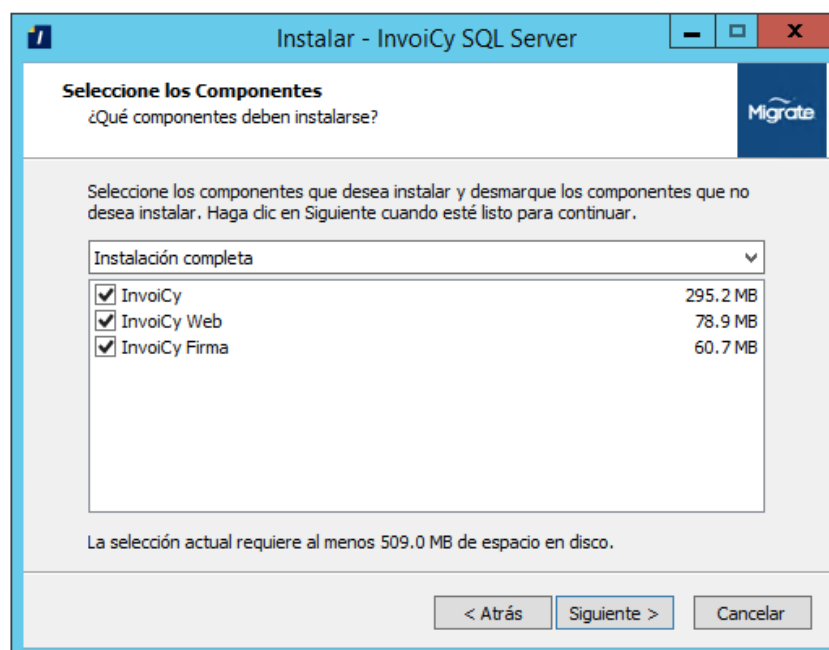 Instalar - InvoiCy SQL Server
Seleccione los Componentes
¿Qué componentes deben instalarse?
Migrate
Seleccione los componentes que desea instalar y desmarque los componentes que no
desea instalar. Haga clic en Siguiente cuando esté listo para continuar.
Instalación completa
InvoiCy 295.2 MB
InvoiCy Web 78.9 MB
InvoiCy Firma 60.7 MB
La selección actual requiere al menos 509.0 MB de espacio en disco.
< Atrás Siguiente > Cancelar